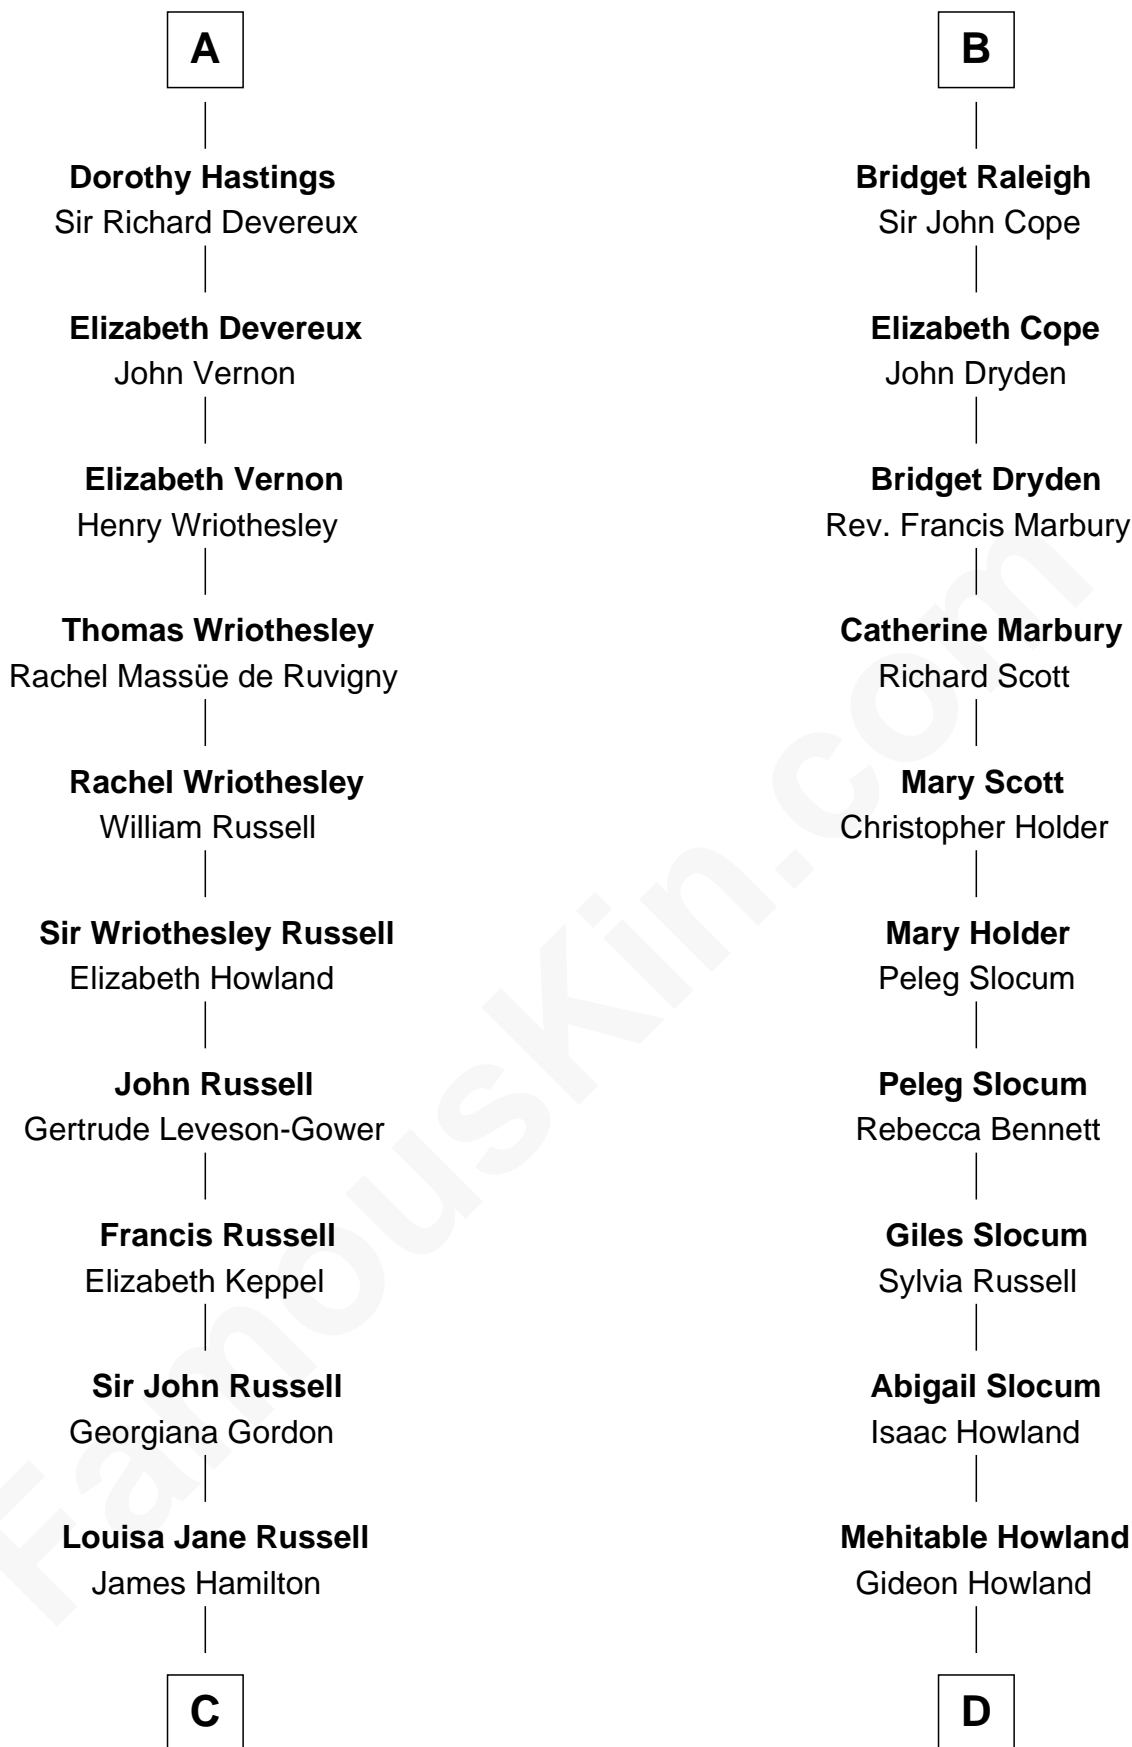 A
Dorothy Hastings
Sir Richard Devereux
Elizabeth Devereux
John Vernon
Elizabeth Vernon
Henry Wriothesley
Thomas Wriothesley
Rachel Massüe de Ruvigny
Rachel Wriothesley
William Russell
Sir Wriothesley Russell
Elizabeth Howland
John Russell
Gertrude Leveson-Gower
Francis Russell
Elizabeth Keppel
Sir John Russell
Georgiana Gordon
Louisa Jane Russell
James Hamilton
C
B
Bridget Raleigh
Sir John Cope
Elizabeth Cope
John Dryden
Bridget Dryden
Rev. Francis Marbury
Catherine Marbury
Richard Scott
Mary Scott
Christopher Holder
Mary Holder
Peleg Slocum
Peleg Slocum
Rebecca Bennett
Giles Slocum
Sylvia Russell
Abigail Slocum
Isaac Howland
Mehitable Howland
Gideon Howland
D
FamousKin.com